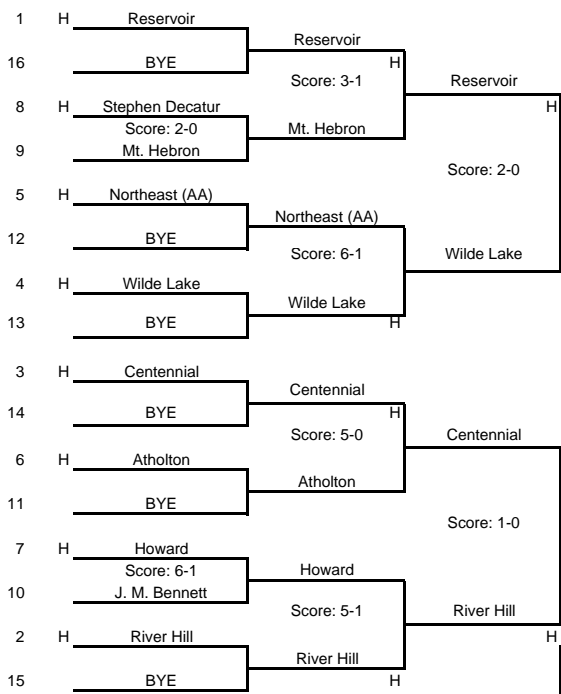 1 H Reservoir
Reservoir
16 BYE H
Score: 3-1 Reservoir
8 H Stephen Decatur H
Score: 2-0 Mt. Hebron
9 Mt. Hebron
Score: 2-0
5 H Northeast (AA)
Northeast (AA)
12 BYE
Score: 6-1 Wilde Lake
4 H Wilde Lake
Wilde Lake
13 BYE H
3 H Centennial
Centennial
14 BYE H
Score: 5-0 Centennial
6 H Atholton
Atholton
11 BYE
Score: 1-0
7 H Howard
Score: 6-1 Howard
10 J. M. Bennett
Score: 5-1 River Hill
2 H River Hill H
River Hill
15 BYE H